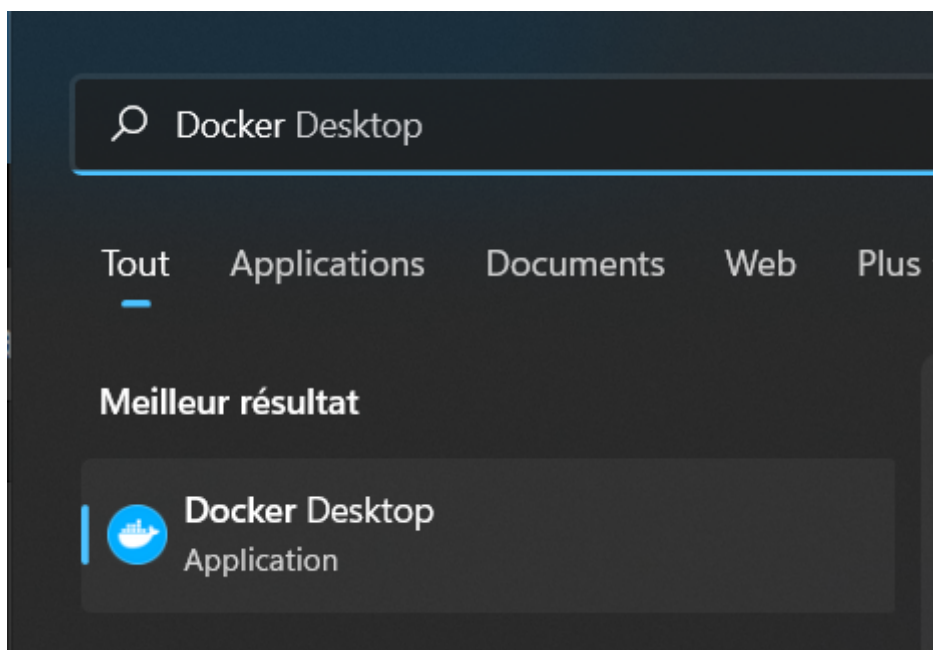 Docker Desktop
Tout Applications Documents Web Plus
Meilleur résultat
Docker Desktop
Application